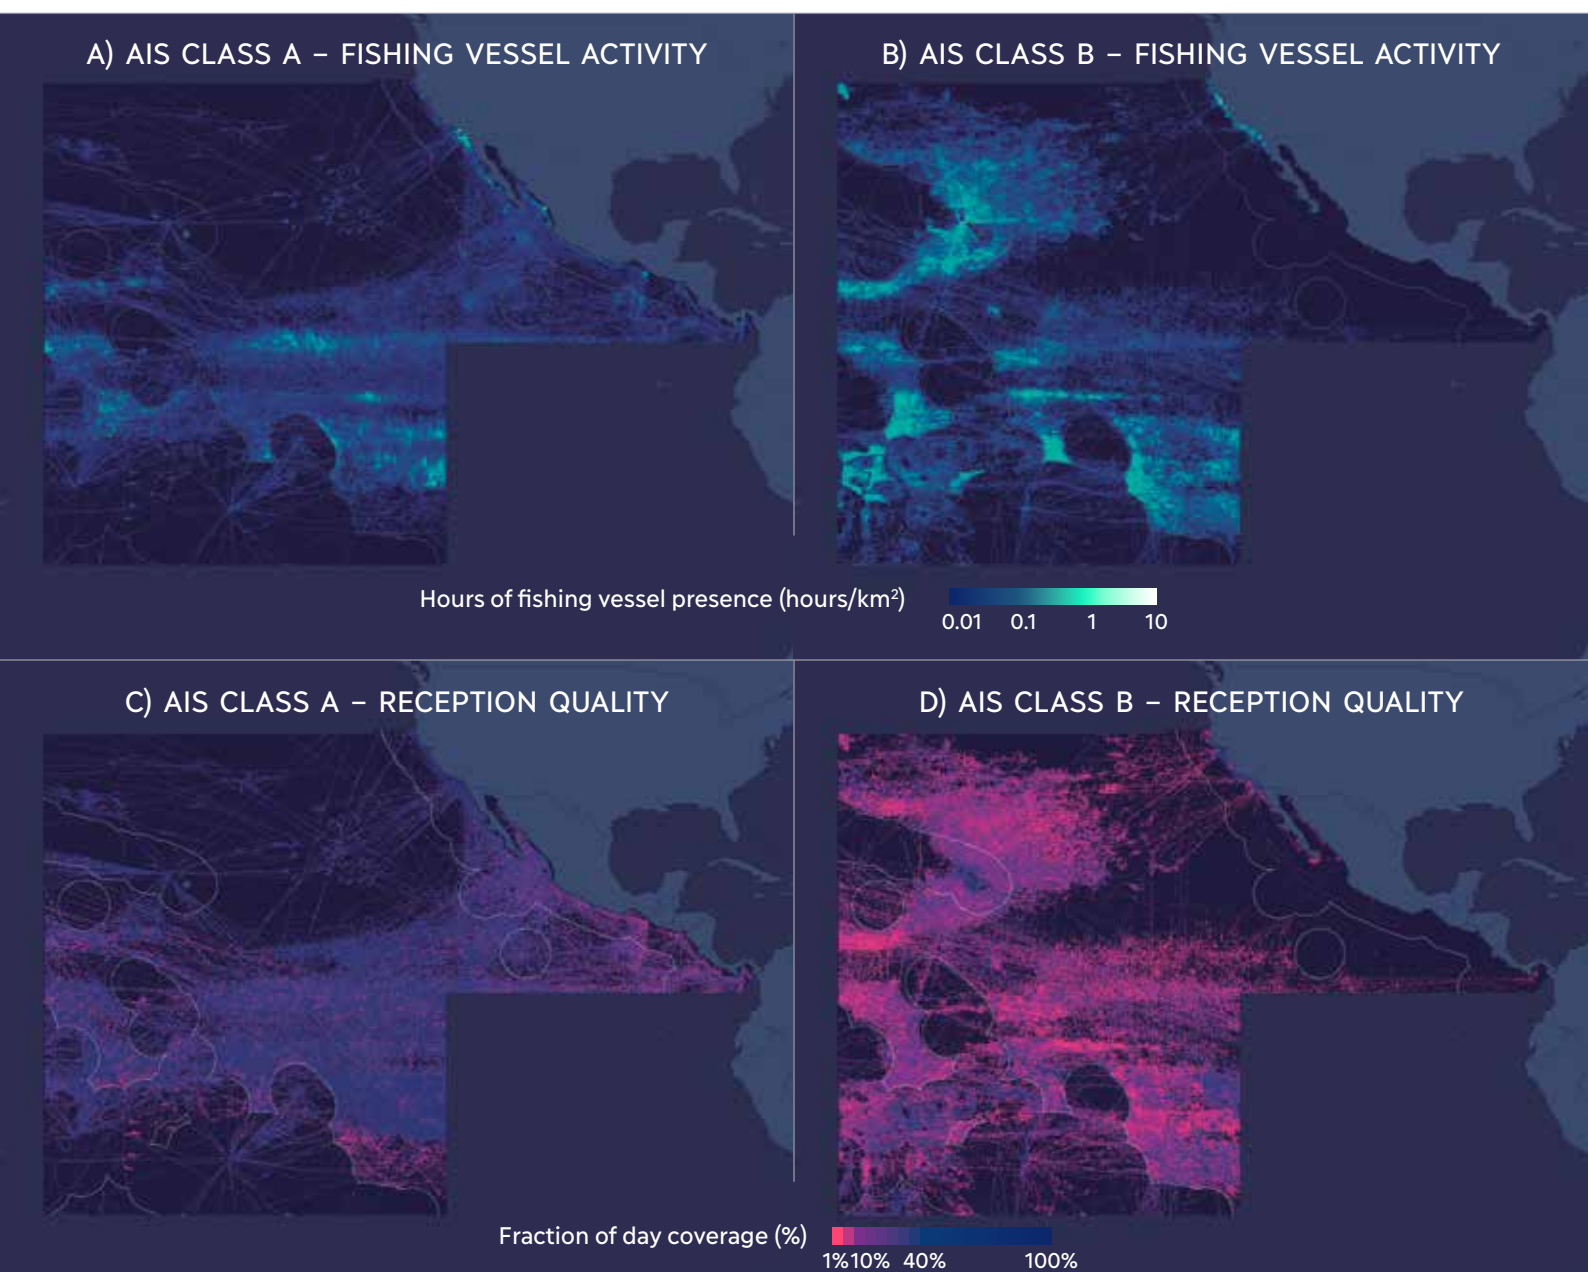 A) AIS CLASS A – FISHING VESSEL ACTIVITY
B) AIS CLASS B – FISHING VESSEL ACTIVITY
Hours of fishing vessel presence (hours/km²)
0.01 0.1 1 10
C) AIS CLASS A – RECEPTION QUALITY
D) AIS CLASS B – RECEPTION QUALITY
Fraction of day coverage (%)
1% 10% 40% 100%